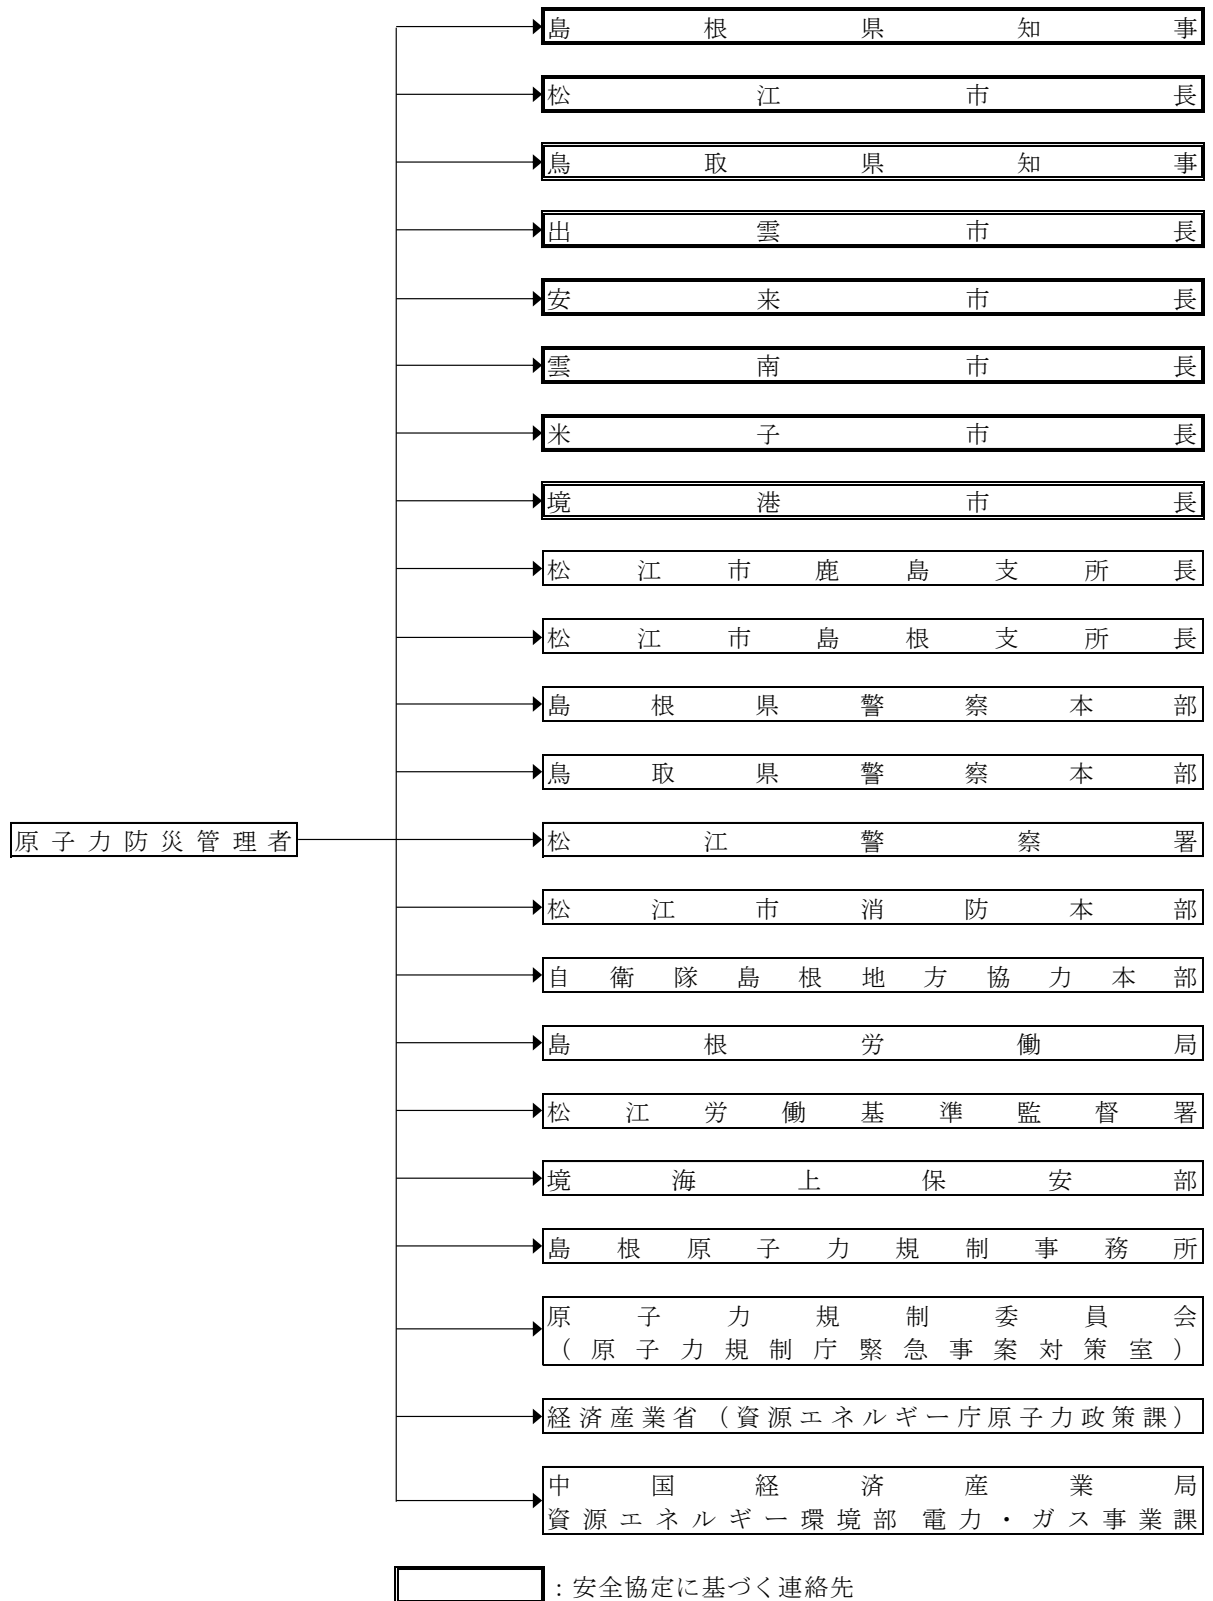 島根県知事
松江市長
鳥取県知事
出雲市長
安来市長
雲南市長
米子市長
境港市長
松江市鹿島支所長
松江市島根支所長
島根県警察本部
鳥取県警察本部
原子力防災管理者
松江警察署
松江市消防本部
自衛隊島根地方協力本部
島根労働局
松江労働基準監督署
境海上保安部
島根原子力規制事務所
原子力規制委員会
（原子力規制庁緊急事案対策室）
経済産業省（資源エネルギー庁原子力政策課）
中国経済産業局
資源エネルギー環境部 電力・ガス事業課
：安全協定に基づく連絡先